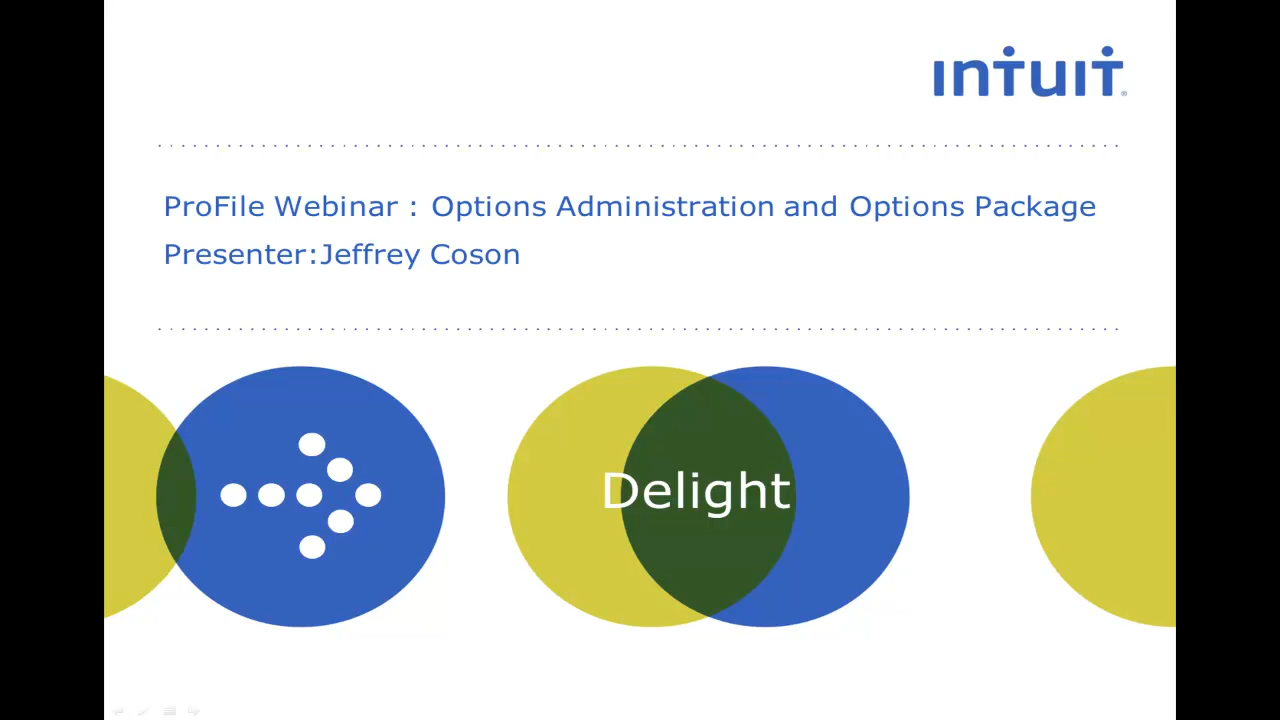 INTUIT
ProFile Webinar : Options Administration and Options Package
Presenter:Jeffrey Coson
Delight